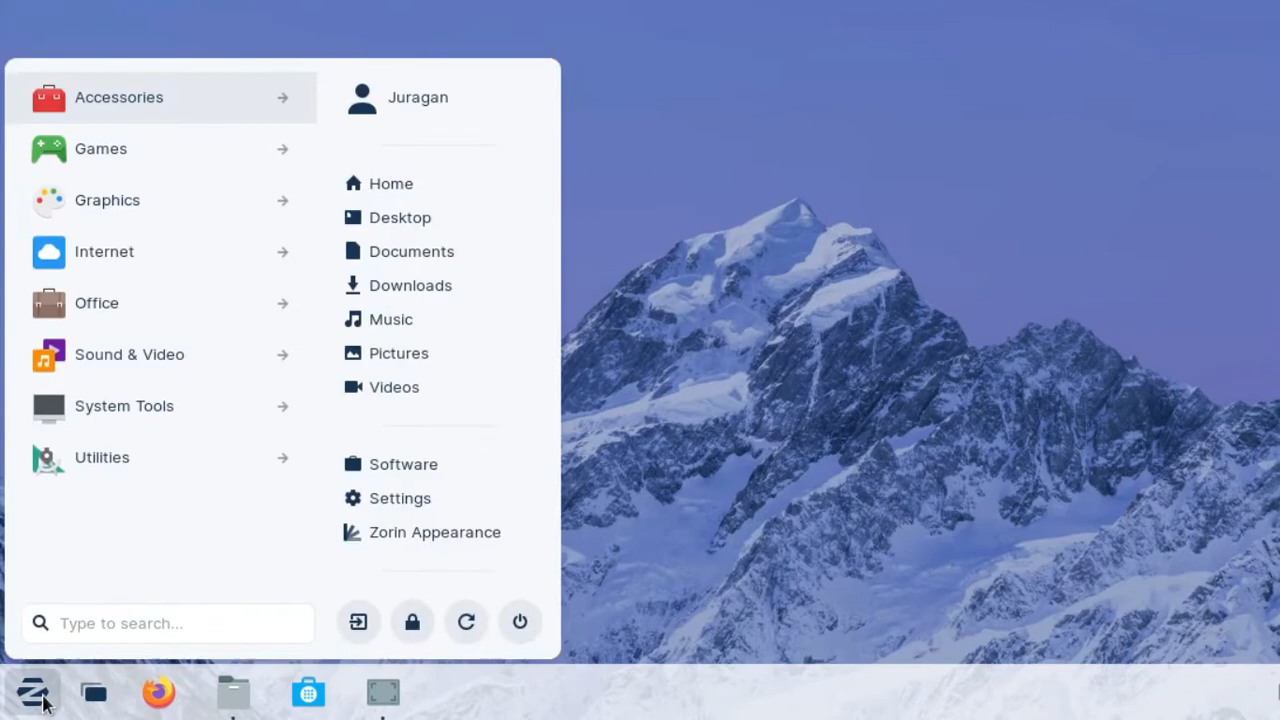 Accessories
Games
Graphics
Internet
Office
Sound & Video
System Tools
Utilities
Type to search...
Juragan
Home
Desktop
Documents
Downloads
Music
Pictures
Videos
Software
Settings
Zorin Appearance